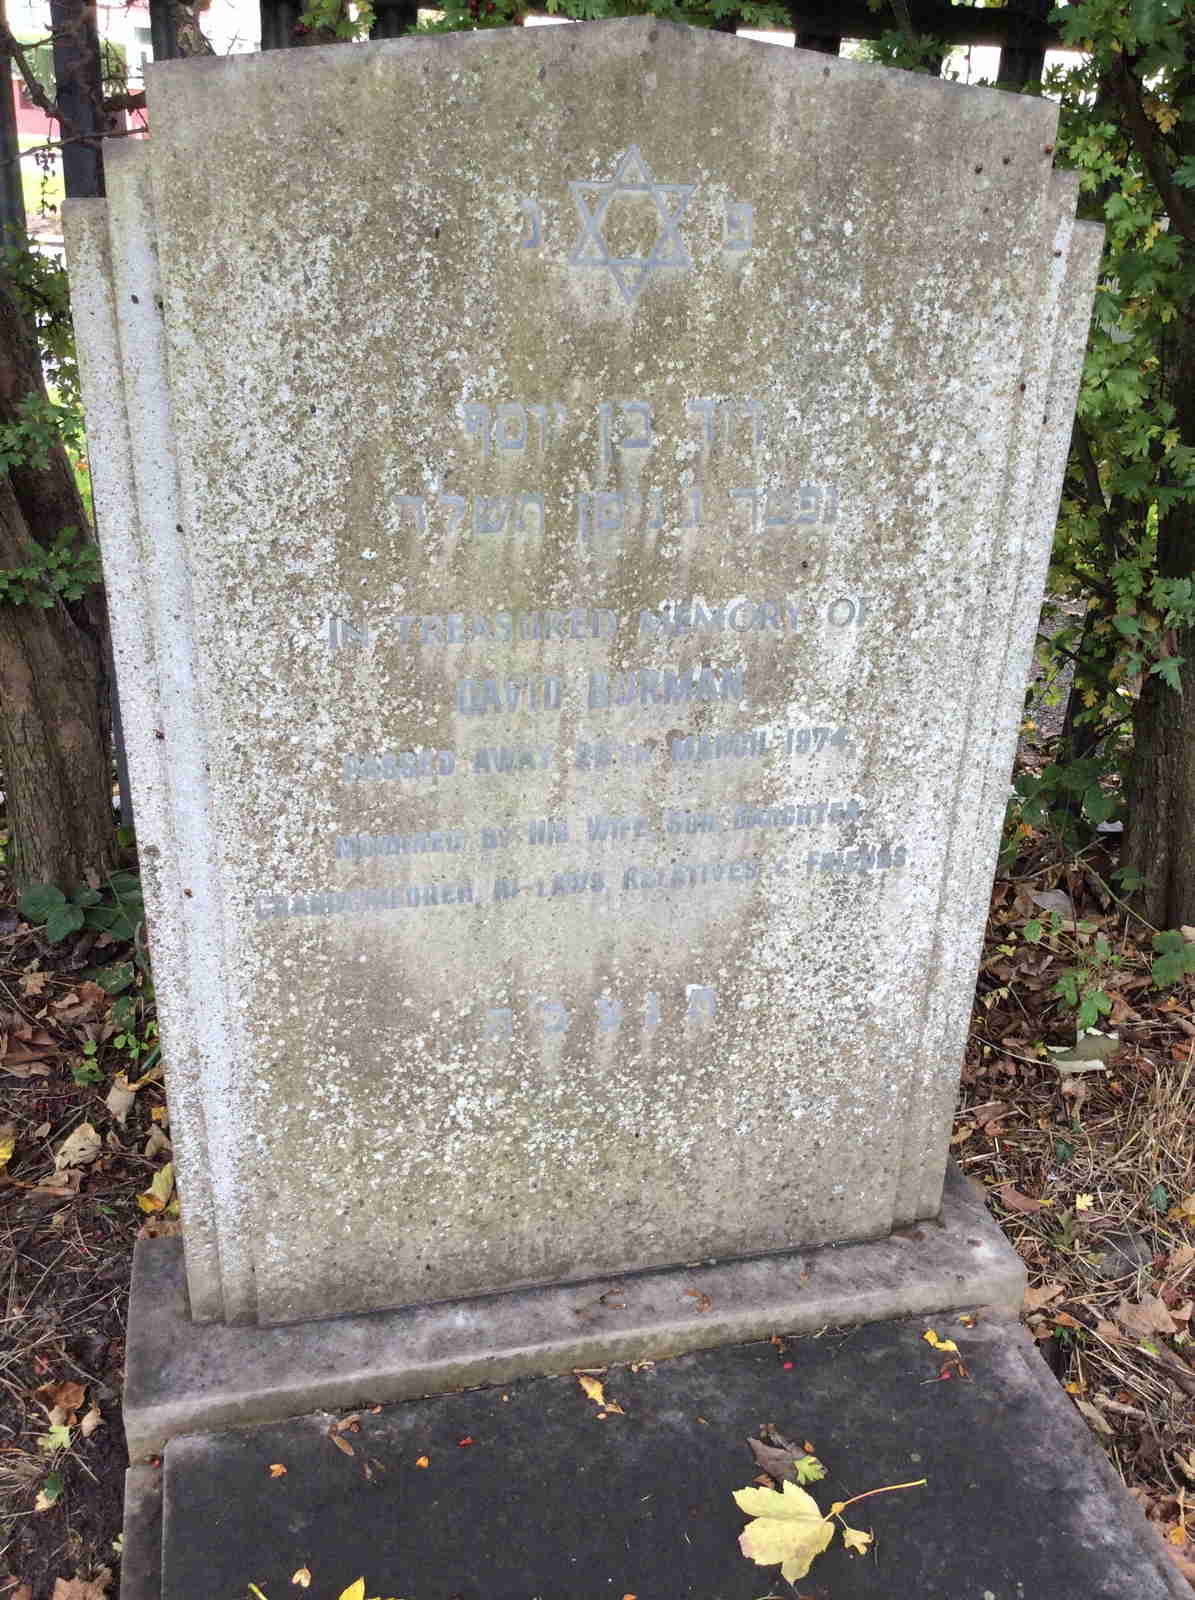 פ נ
דוד בן יוסף
נפטר ג ניסן תשלד
IN TREASURED MEMORY OF
DAVID BURMAN
PASSED AWAY 26TH MARCH 1974
MOURNED BY HIS WIFE, SON, DAUGHTER
GRANDCHILDREN, IN-LAWS, RELATIVES & FRIENDS
ת נ צ ב ה